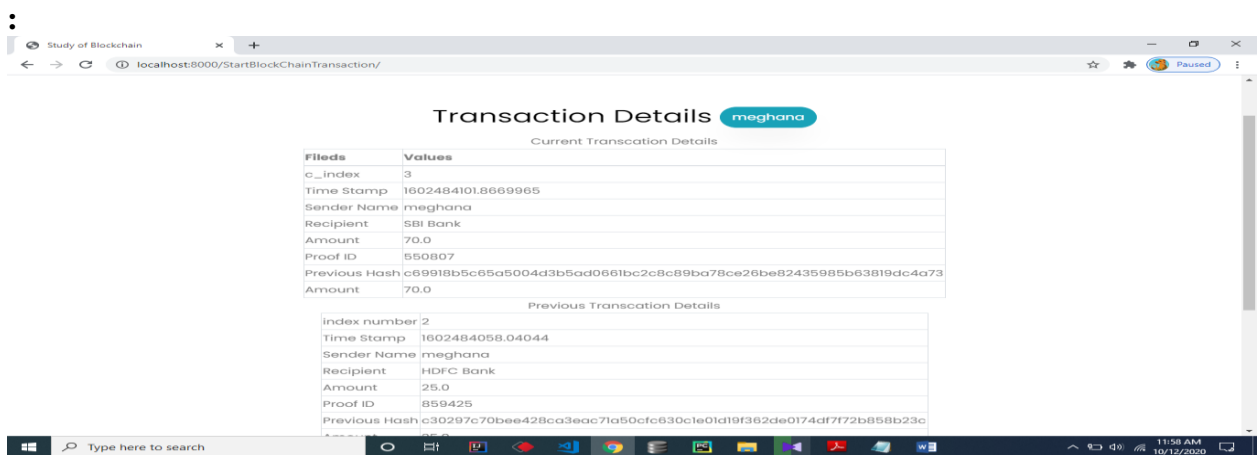 :
Study of Blockchain
localhost:8000/StartBlockChainTransaction/
Paused
Transaction Details meghana
Current Transcation Details
Fileds Values
c_index 3
Time Stamp 1602484101.8669965
Sender Name meghana
Recipient SBI Bank
Amount 70.0
Proof ID 550807
Previous Hash c69918b5c65a5004d3b5ad0661bc2c8c89ba78ce26be82435985b63819dc4a73
Amount 70.0
Previous Transcation Details
index number 2
Time Stamp 1602484058.04044
Sender Name meghana
Recipient HDFC Bank
Amount 25.0
Proof ID 859425
Previous Hash c30297c70bee428ca3eac71a50cfc630c1e01d19f362de0174df7f72b858b23c
Type here to search
11:58 AM
10/12/2020